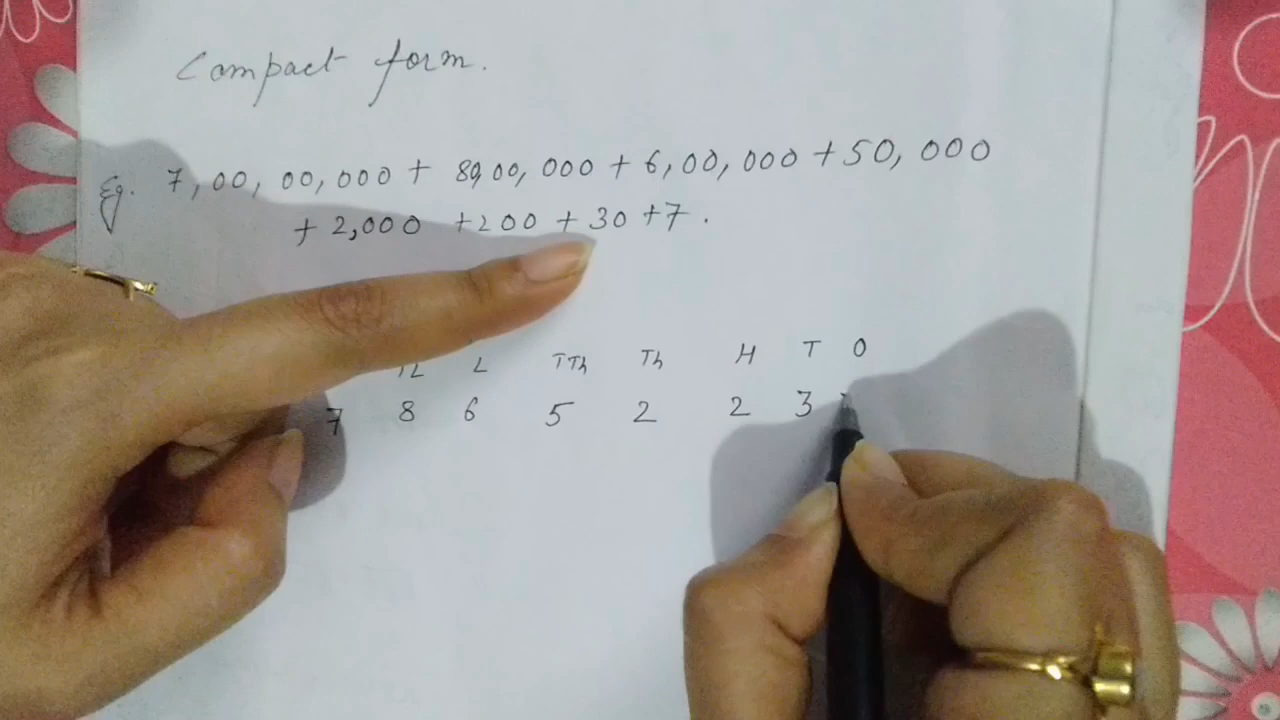 Compact form.
Eg. 7,00,00,000 + 80,00,000 + 6,00,000 + 50,000
+ 2,000 + 200 + 30 + 7.
L TTh Th H T O
7 8 6 5 2 2 3